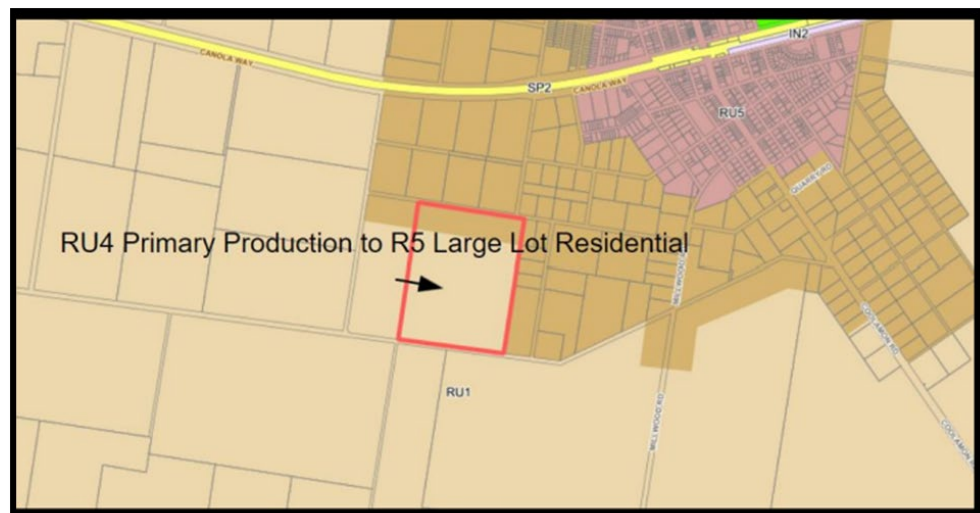 IN2
CANOLA WAY
SP2
CANOLA WAY
RU5
QUARRY RD
RU4 Primary Production to R5 Large Lot Residential
MILLWOOD RD
COOLAMON RD
RU1
MILLWOOD RD
COOLAMON R